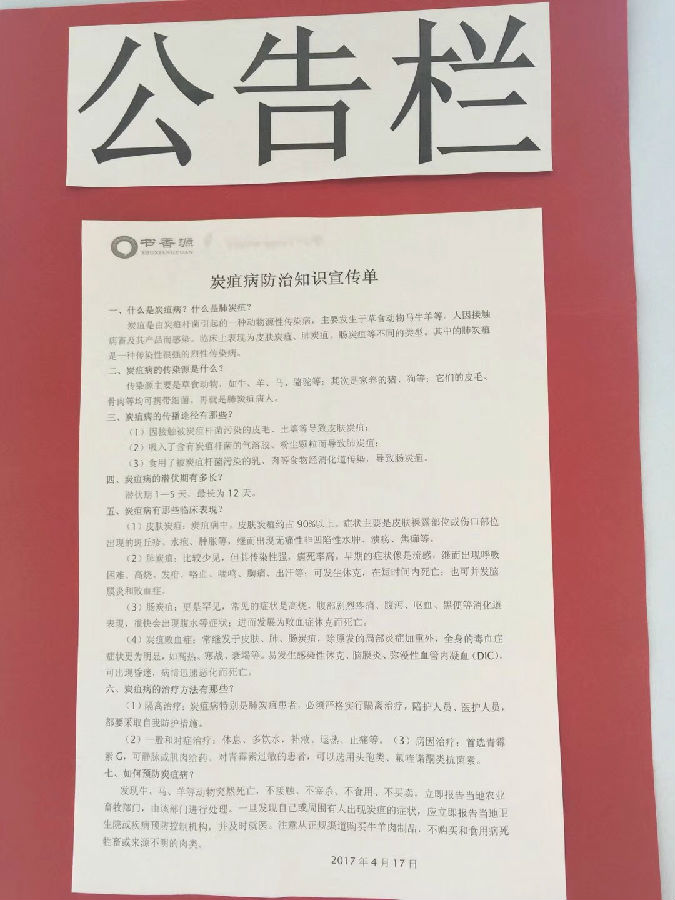 公告栏
书香源
SHUXIANGYUAN
炭疽病防治知识宣传单
一、什么是炭疽病？什么是肺炭疽？
炭疽是由炭疽杆菌引起的一种动物源性传染病，主要发生于草食动物马牛羊等，人因接触
病畜及其产品而感染。临床上表现为皮肤炭疽、肺炭疽、肠炭疽等不同的类型，其中的肺炭疽
是一种传染性很强的烈性传染病。
二、炭疽病的传染源是什么？
传染源主要是草食动物，如牛、羊、马、骆驼等；其次是家养的猪、狗等；它们的皮毛、
骨肉等均可携带细菌。再就是肺炭疽病人。
三、炭疽病的传播途径有那些？
（1）因接触被炭疽杆菌污染的皮毛、土壤等导致皮肤炭疽；
（2）吸入了含有炭疽杆菌的气溶胶、粉尘颗粒而导致肺炭疽；
（3）食用了被炭疽杆菌污染的乳、肉等食物经消化道传染，导致肠炭疽。
四、炭疽病的潜伏期有多长？
潜伏期 1—5 天，最长为 12 天。
五、炭疽病有那些临床表现？
（1）皮肤炭疽：炭疽病中，皮肤炭疽约占 90%以上。症状主要是皮肤裸露部位或伤口部位
出现的斑丘疹、水疱、肿胀等，继而出现无痛性非凹陷性水肿、溃疡、焦痂等。
（2）肺炭疽：比较少见，但其传染性强，病死率高。早期的症状像是流感，继而出现呼吸
困难、高烧、发绀、咯血、喘鸣、胸痛、出汗等；可发生休克，在短时间内死亡；也可并发脑
膜炎和败血症。
（3）肠炭疽：更是罕见，常见的症状是高烧，腹部剧烈疼痛、腹泻、呕血、黑便等消化道
表现，很快会出现腹水等症状；进而发展为败血症休克而死亡。
（4）炭疽败血症：常继发于皮肤、肺、肠炭疽，除原发的局部炎症加重外，全身的毒血症
症状更为明显，如高热、寒战、衰竭等。易发生感染性休克、脑膜炎、弥漫性血管内凝血（DIC），
可出现昏迷，病情迅速恶化而死亡。
六、炭疽病的治疗方法有那些？
（1）隔离治疗：炭疽病特别是肺炭疽患者，必须严格实行隔离治疗，陪护人员、医护人员，
都要采取自我防护措施。
（2）一般和对症治疗：休息、多饮水，补液，退热、止痛等。（3）病因治疗：首选青霉
素 G，可静脉或肌肉给药。对青霉素过敏的患者，可以选用头孢类、氟喹诺酮类抗菌素。
七、如何预防炭疽病？
发现牛、马、羊等动物突然死亡，不接触、不宰杀、不食用、不买卖。立即报告当地农业
畜牧部门，由该部门进行处理。一旦发现自己或周围有人出现炭疽的症状，应立即报告当地卫
生院或疾病预防控制机构，并及时就医。注意从正规渠道购买牛羊肉制品，不购买和食用病死
牲畜或来源不明的肉类。
2017 年 4 月 17 日